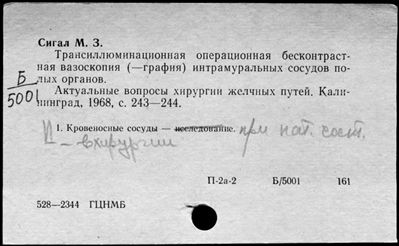 Сигал М. З.
Трансиллюминационная операционная бесконтраст-
ная вазоскопия (—графия) интрамуральных сосудов по-
лых органов.
Б/5001
Актуальные вопросы хирургии желчных путей. Кали-
нинград, 1968, с. 243—244.
1. Кровеносные сосуды — исследование. при пат. сост.
II — в хирургии
П-2а-2 Б/5001 161
528—2344 ГЦНМБ